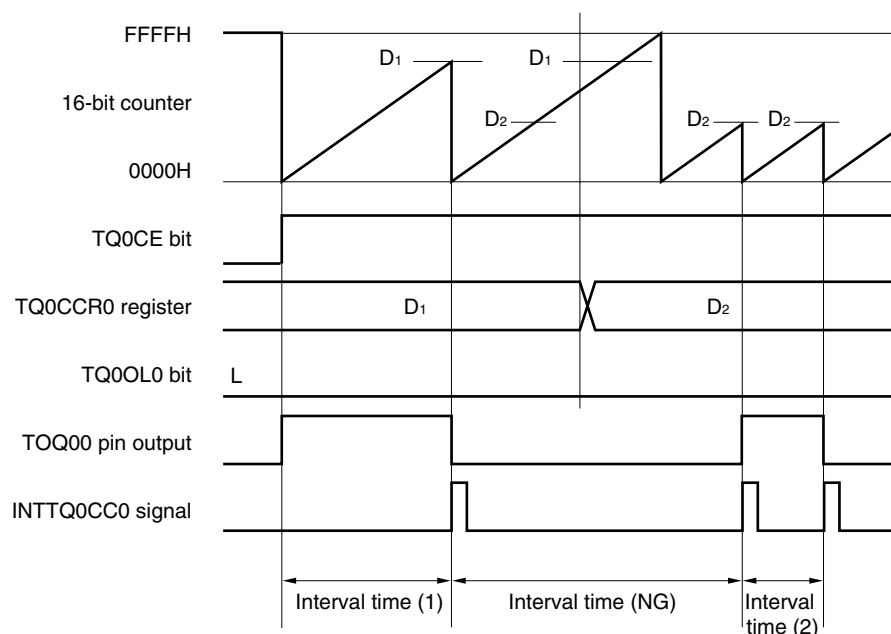 FFFFH
D1
D1
16-bit counter
D2
D2
D2
0000H
TQ0CE bit
TQ0CCR0 register
D1
D2
TQ0OL0 bit
L
TOQ00 pin output
INTTQ0CC0 signal
Interval time (1)
Interval time (NG)
Interval
time (2)